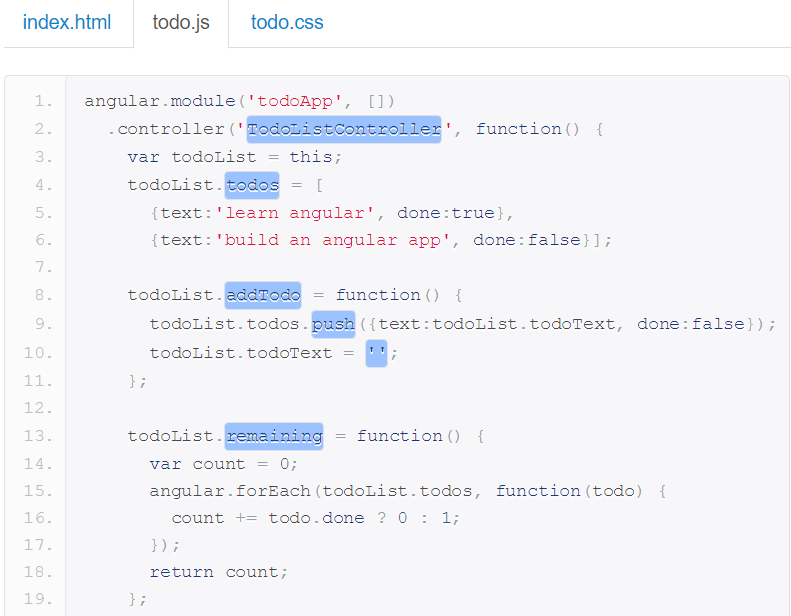 index.html todo.js todo.css
1. angular.module('todoApp', [])
2. .controller('TodoListController', function() {
3. var todoList = this;
4. todoList.todos = [
5. {text:'learn angular', done:true},
6. {text:'build an angular app', done:false}];
7.
8. todoList.addTodo = function() {
9. todoList.todos.push({text:todoList.todoText, done:false});
10. todoList.todoText = '';
11. };
12.
13. todoList.remaining = function() {
14. var count = 0;
15. angular.forEach(todoList.todos, function(todo) {
16. count += todo.done ? 0 : 1;
17. });
18. return count;
19. };